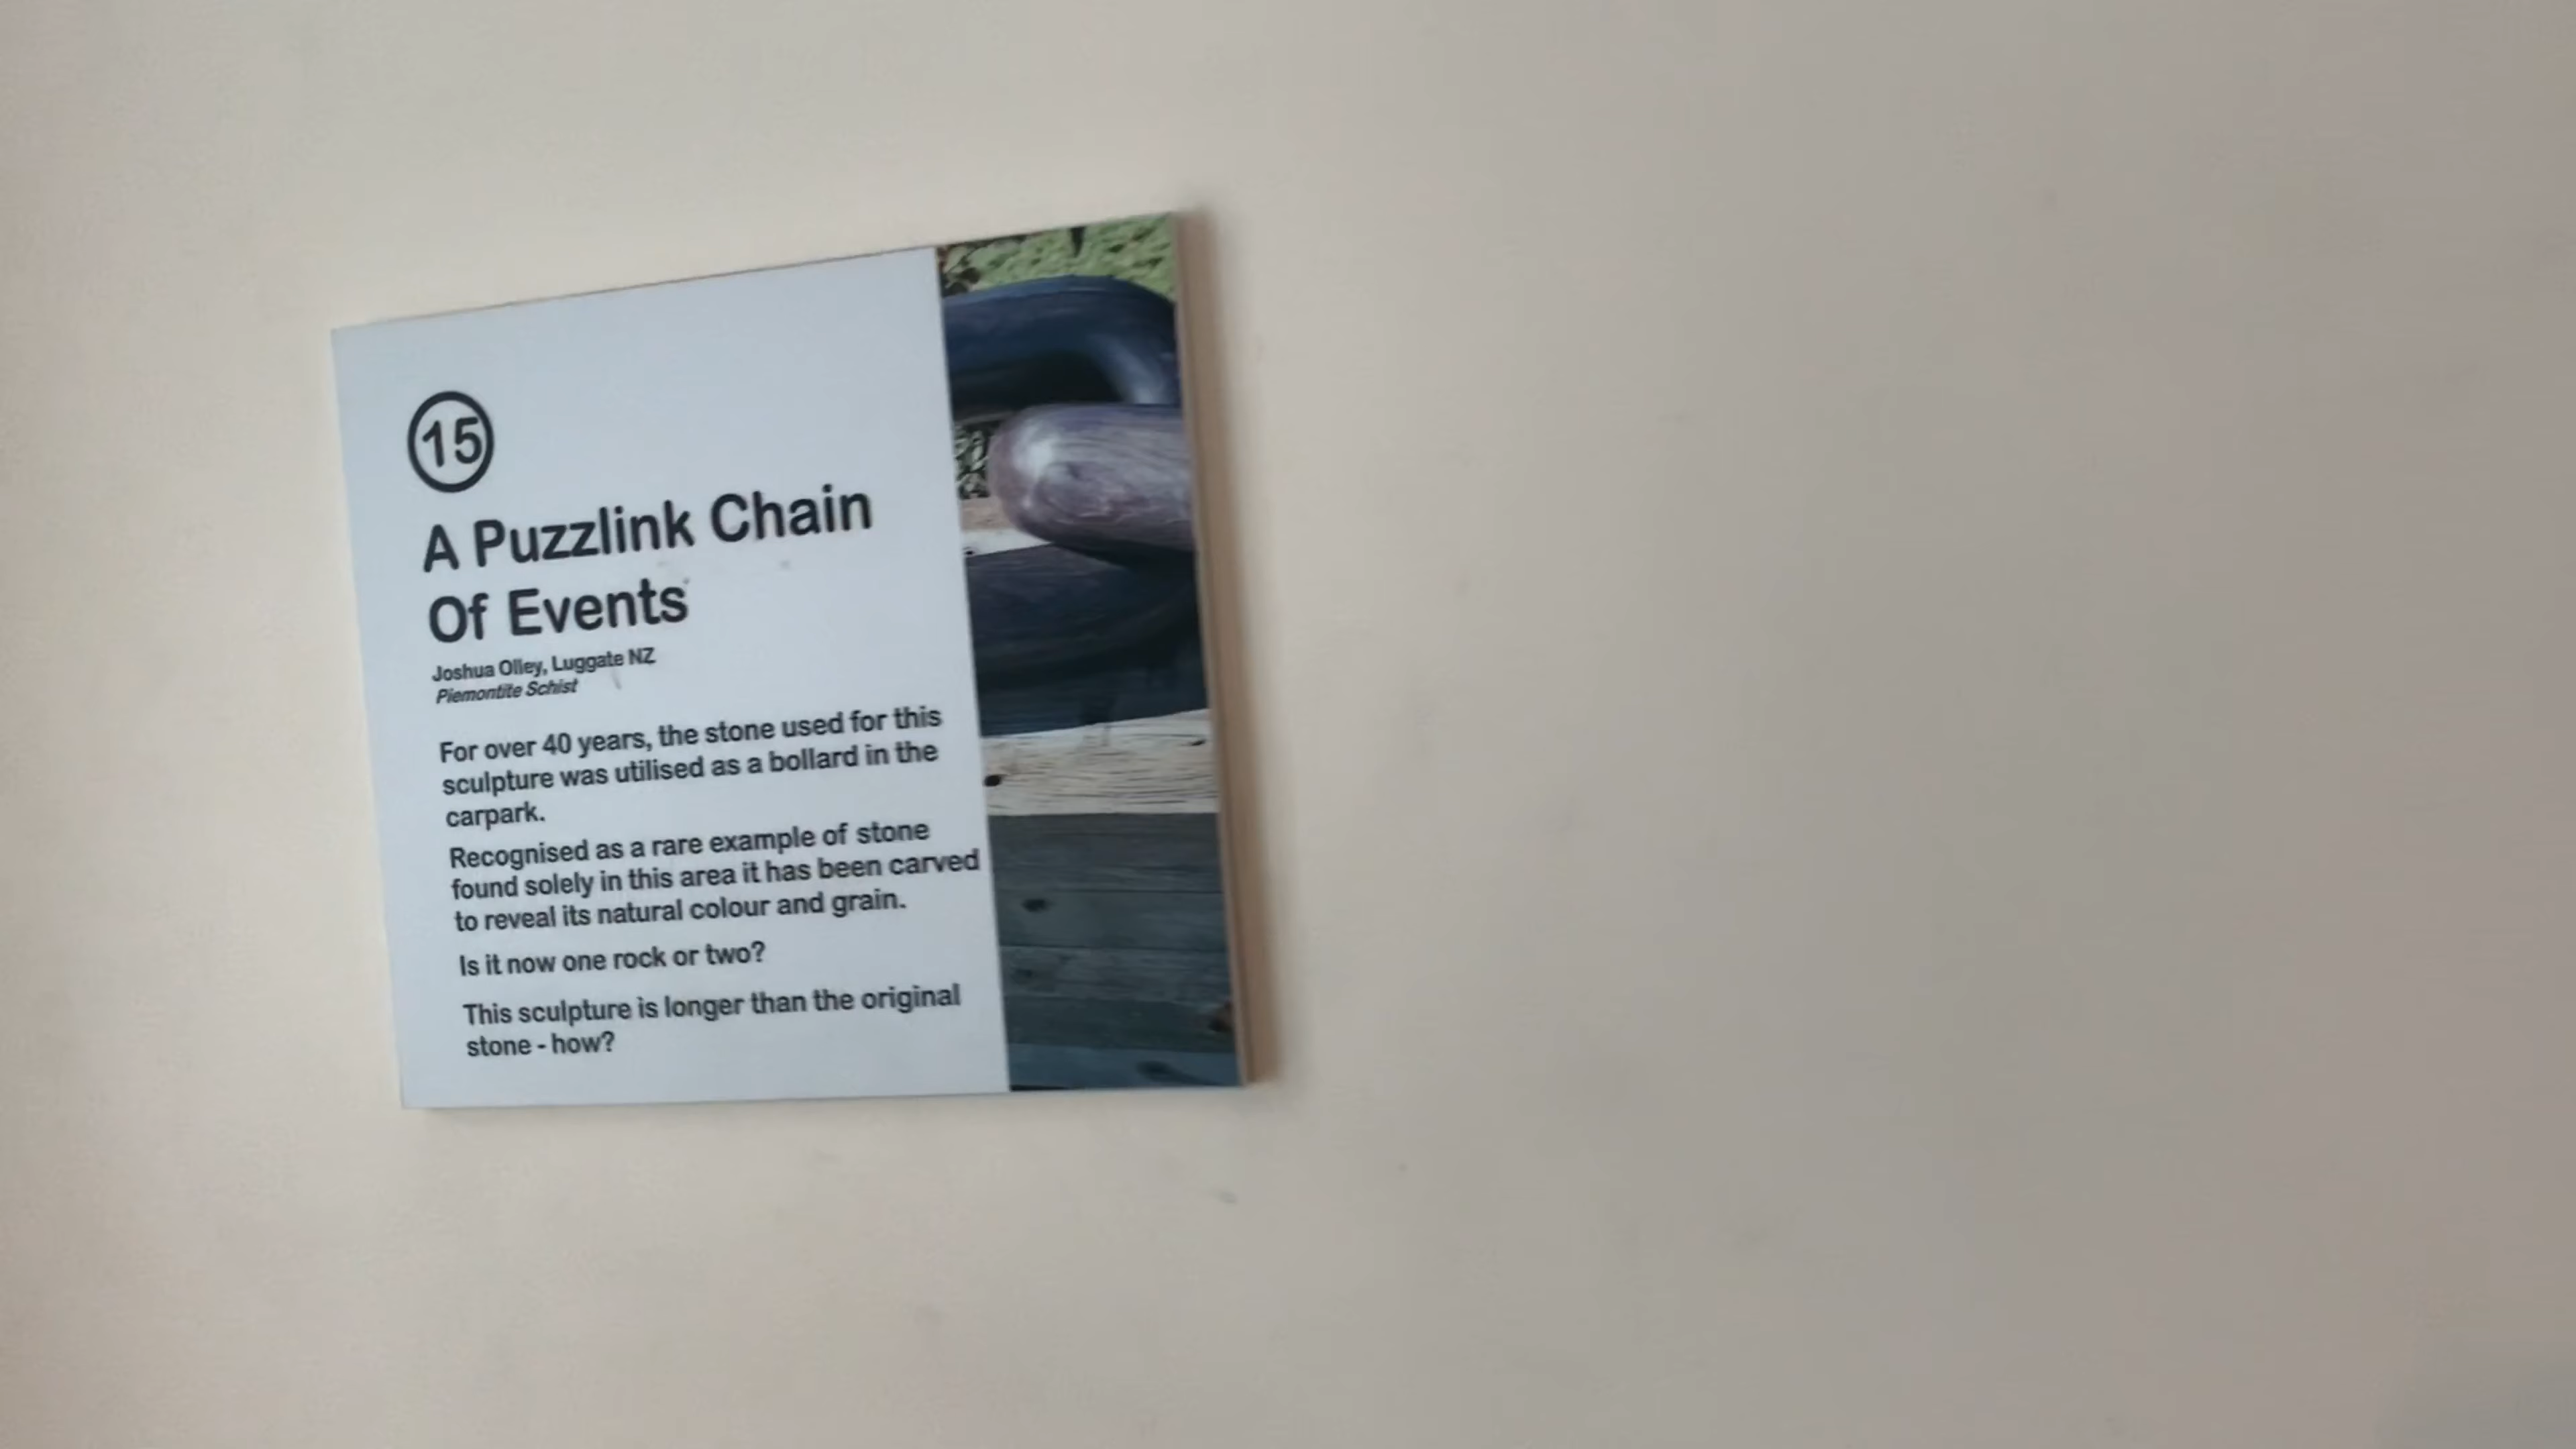 15
A Puzzlink Chain
Of Events
Joshua Olley, Luggate NZ
Piemontite Schist
For over 40 years, the stone used for this
sculpture was utilised as a bollard in the
carpark.
Recognised as a rare example of stone
found solely in this area it has been carved
to reveal its natural colour and grain.
Is it now one rock or two?
This sculpture is longer than the original
stone - how?